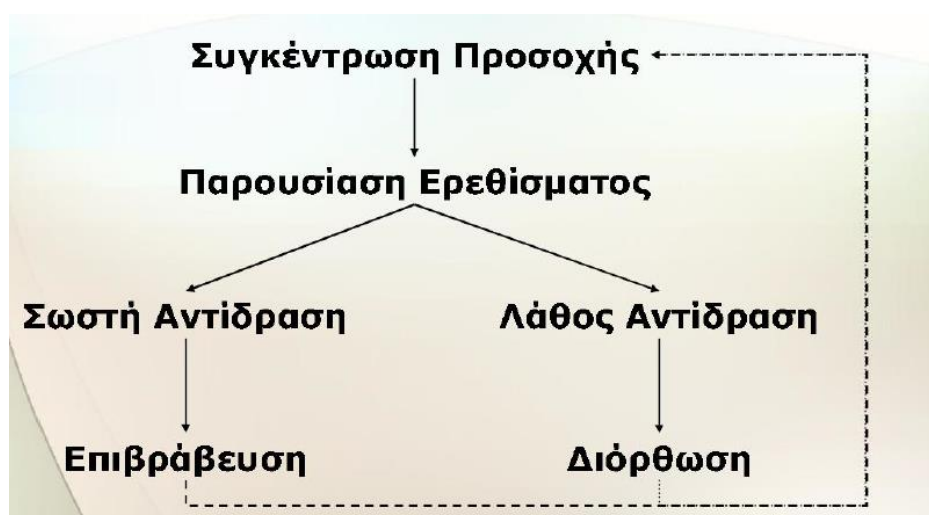 Συγκέντρωση Προσοχής
Παρουσίαση Ερεθίσματος
Σωστή Αντίδραση Λάθος Αντίδραση
Επιβράβευση Διόρθωση